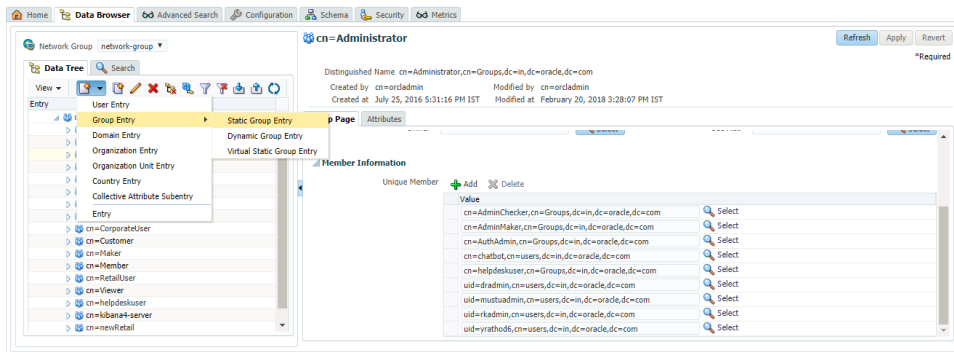 Home Data Browser Advanced Search Configuration Schema Security Metrics
Network Group network-group
Data Tree Search
View
Entry
User Entry
Group Entry
Domain Entry
Organization Entry
Organization Unit Entry
Country Entry
Collective Attribute Subentry
Entry
Static Group Entry
Dynamic Group Entry
Virtual Static Group Entry
cn=CorporateUser
cn=Customer
cn=Maker
cn=Member
cn=RetailUser
cn=Viewer
cn=helpdeskuser
cn=kibana4-server
cn=newRetail
cn=Administrator
Refresh Apply Revert
*Required
Distinguished Name cn=Administrator,cn=Groups,dc=in,dc=oracle,dc=com
Created by cn=orcladmin Modified by cn=orcladmin
Created at July 25, 2016 5:31:16 PM IST Modified at February 20, 2018 3:28:07 PM IST
Page Attributes
Member Information
Unique Member Add Delete
Value
cn=AdminChecker,cn=Groups,dc=in,dc=oracle,dc=com Select
cn=AdminMaker,cn=Groups,dc=in,dc=oracle,dc=com Select
cn=AuthAdmin,cn=Groups,dc=in,dc=oracle,dc=com Select
cn=chatbot,cn=users,dc=in,dc=oracle,dc=com Select
cn=helpdeskuser,cn=Groups,dc=in,dc=oracle,dc=com Select
uid=dradmin,cn=users,dc=in,dc=oracle,dc=com Select
uid=mustuadmin,cn=users,dc=in,dc=oracle,dc=com Select
uid=rkadmin,cn=users,dc=in,dc=oracle,dc=com Select
uid=yrathod6,cn=users,dc=in,dc=oracle,dc=com Select